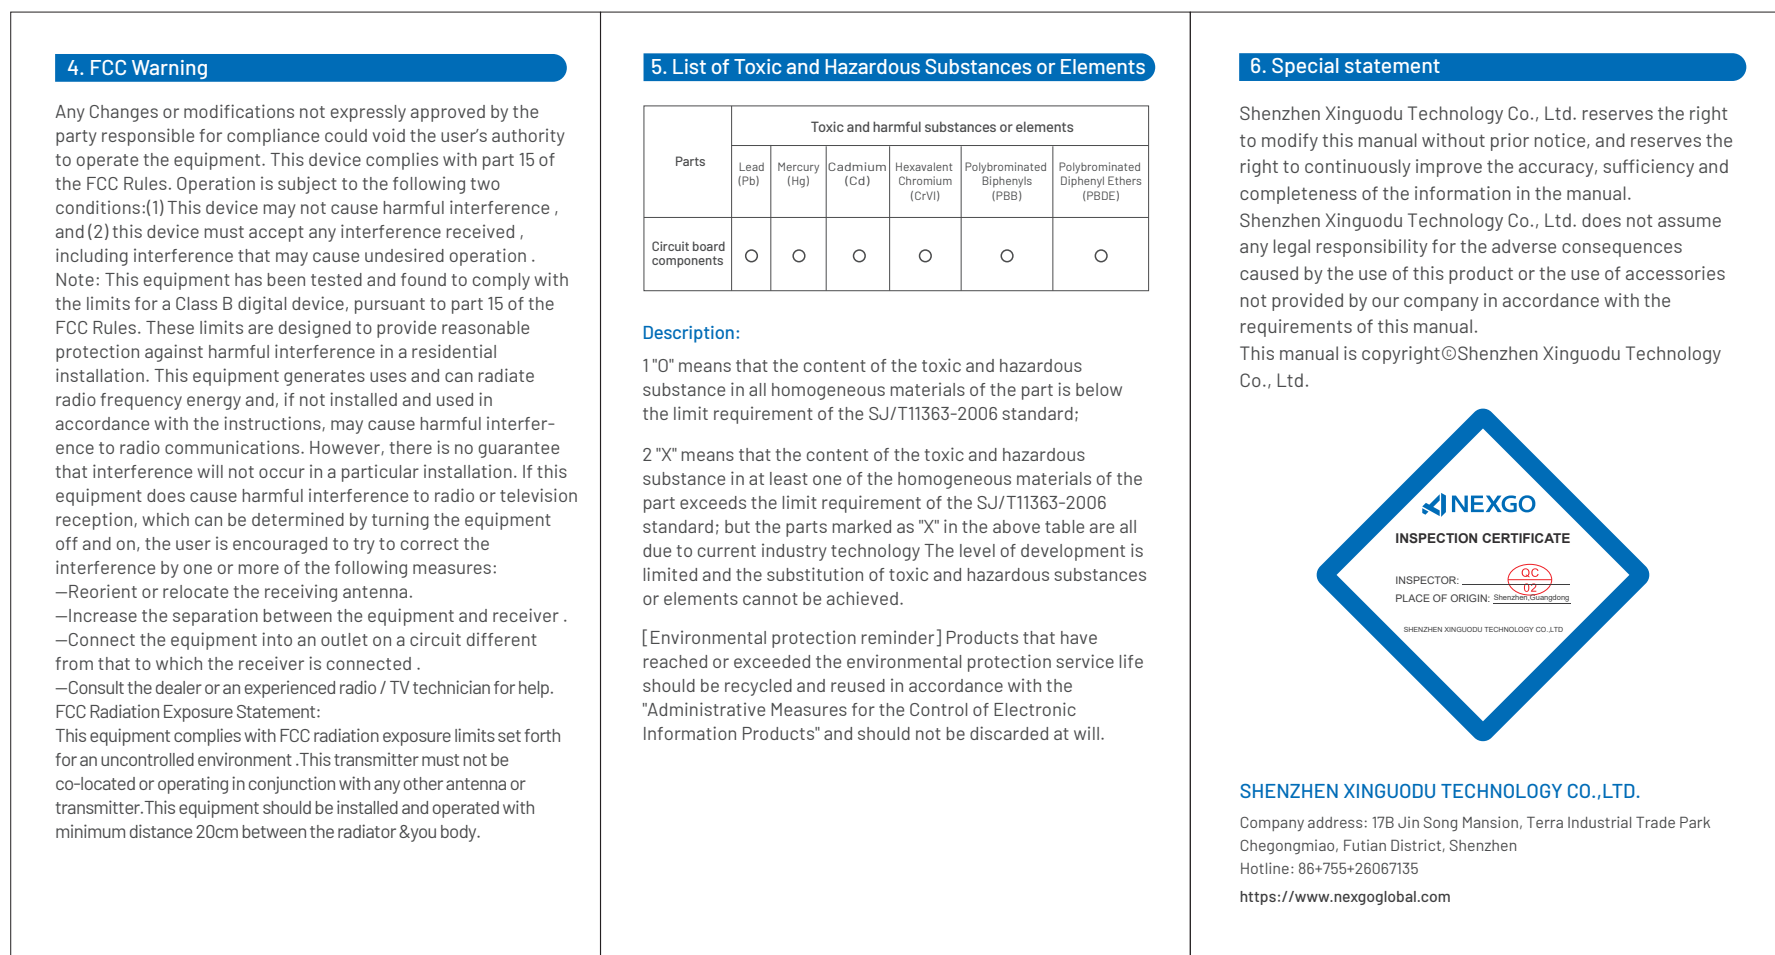 4. FCC Warning
Any Changes or modifications not expressly approved by the
party responsible for compliance could void the user's authority
to operate the equipment. This device complies with part 15 of
the FCC Rules. Operation is subject to the following two
conditions:(1) This device may not cause harmful interference ,
and (2) this device must accept any interference received ,
including interference that may cause undesired operation .
Note: This equipment has been tested and found to comply with
the limits for a Class B digital device, pursuant to part 15 of the
FCC Rules. These limits are designed to provide reasonable
protection against harmful interference in a residential
installation. This equipment generates uses and can radiate
radio frequency energy and, if not installed and used in
accordance with the instructions, may cause harmful interfer-
ence to radio communications. However, there is no guarantee
that interference will not occur in a particular installation. If this
equipment does cause harmful interference to radio or television
reception, which can be determined by turning the equipment
off and on, the user is encouraged to try to correct the
interference by one or more of the following measures:
—Reorient or relocate the receiving antenna.
—Increase the separation between the equipment and receiver .
—Connect the equipment into an outlet on a circuit different
from that to which the receiver is connected .
—Consult the dealer or an experienced radio / TV technician for help.
FCC Radiation Exposure Statement:
This equipment complies with FCC radiation exposure limits set forth
for an uncontrolled environment .This transmitter must not be
co-located or operating in conjunction with any other antenna or
transmitter.This equipment should be installed and operated with
minimum distance 20cm between the radiator &you body.
5. List of Toxic and Hazardous Substances or Elements
Parts
Toxic and harmful substances or elements
Lead
(Pb)
Mercury
(Hg)
Cadmium
(Cd)
Hexavalent
Chromium
(CrVI)
Polybrominated
Biphenyls
(PBB)
Polybrominated
Diphenyl Ethers
(PBDE)
Circuit board
components
O O O O O O
Description:
1 "O" means that the content of the toxic and hazardous
substance in all homogeneous materials of the part is below
the limit requirement of the SJ/T11363-2006 standard;
2 "X" means that the content of the toxic and hazardous
substance in at least one of the homogeneous materials of the
part exceeds the limit requirement of the SJ/T11363-2006
standard; but the parts marked as "X" in the above table are all
due to current industry technology The level of development is
limited and the substitution of toxic and hazardous substances
or elements cannot be achieved.
[Environmental protection reminder] Products that have
reached or exceeded the environmental protection service life
should be recycled and reused in accordance with the
"Administrative Measures for the Control of Electronic
Information Products" and should not be discarded at will.
6. Special statement
Shenzhen Xinguodu Technology Co., Ltd. reserves the right
to modify this manual without prior notice, and reserves the
right to continuously improve the accuracy, sufficiency and
completeness of the information in the manual.
Shenzhen Xinguodu Technology Co., Ltd. does not assume
any legal responsibility for the adverse consequences
caused by the use of this product or the use of accessories
not provided by our company in accordance with the
requirements of this manual.
This manual is copyright©Shenzhen Xinguodu Technology
Co., Ltd.
NEXGO
INSPECTION CERTIFICATE
INSPECTOR: QC
02
PLACE OF ORIGIN: Shenzhen,Guangdong
SHENZHEN XINGUODU TECHNOLOGY CO.,LTD
SHENZHEN XINGUODU TECHNOLOGY CO.,LTD.
Company address: 17B Jin Song Mansion, Terra Industrial Trade Park
Chegongmiao, Futian District, Shenzhen
Hotline: 86+755+26067135
https://www.nexgoglobal.com